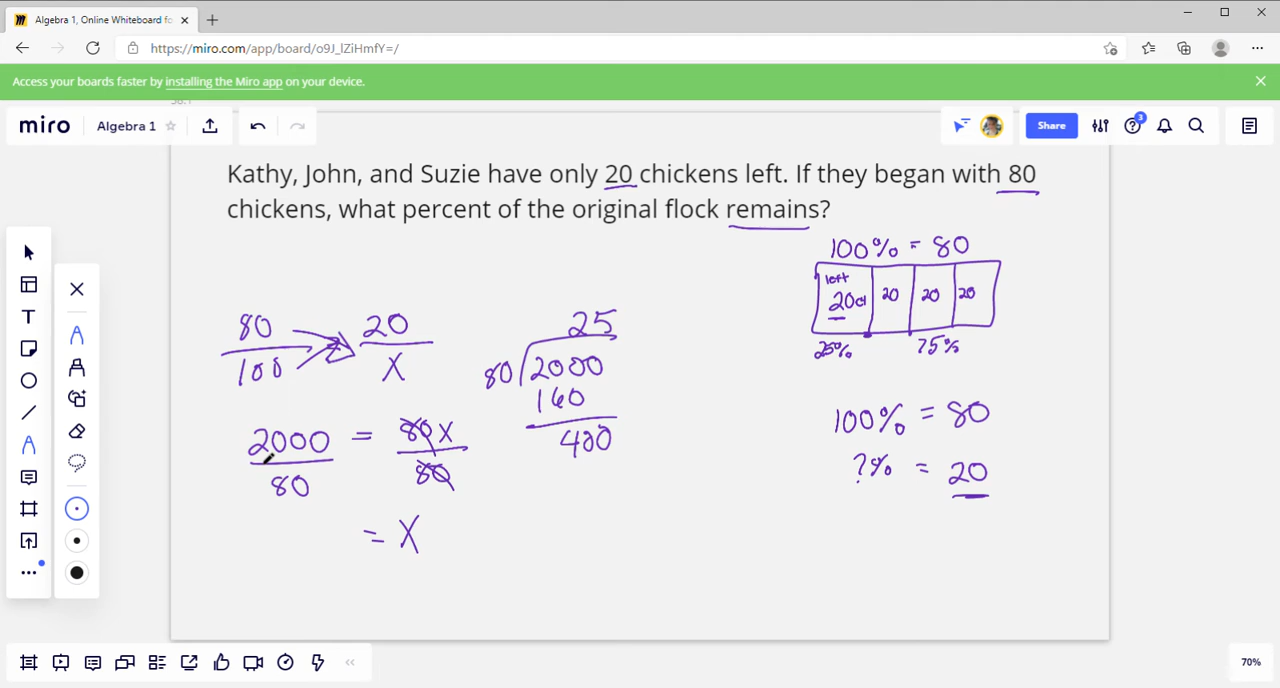 Algebra 1, Online Whiteboard fo
https://miro.com/app/board/o9J_lZiHmfY=/
Access your boards faster by installing the Miro app on your device.
miro
Algebra 1
Share
3
Kathy, John, and Suzie have only 20 chickens left. If they began with 80
chickens, what percent of the original flock remains?
100% = 80
left
20 20 20 20
25% 75%
80 20
100 X
25
80 2000
160
400
2000 = 80X
80 80
= X
100% = 80
?% = 20
70%